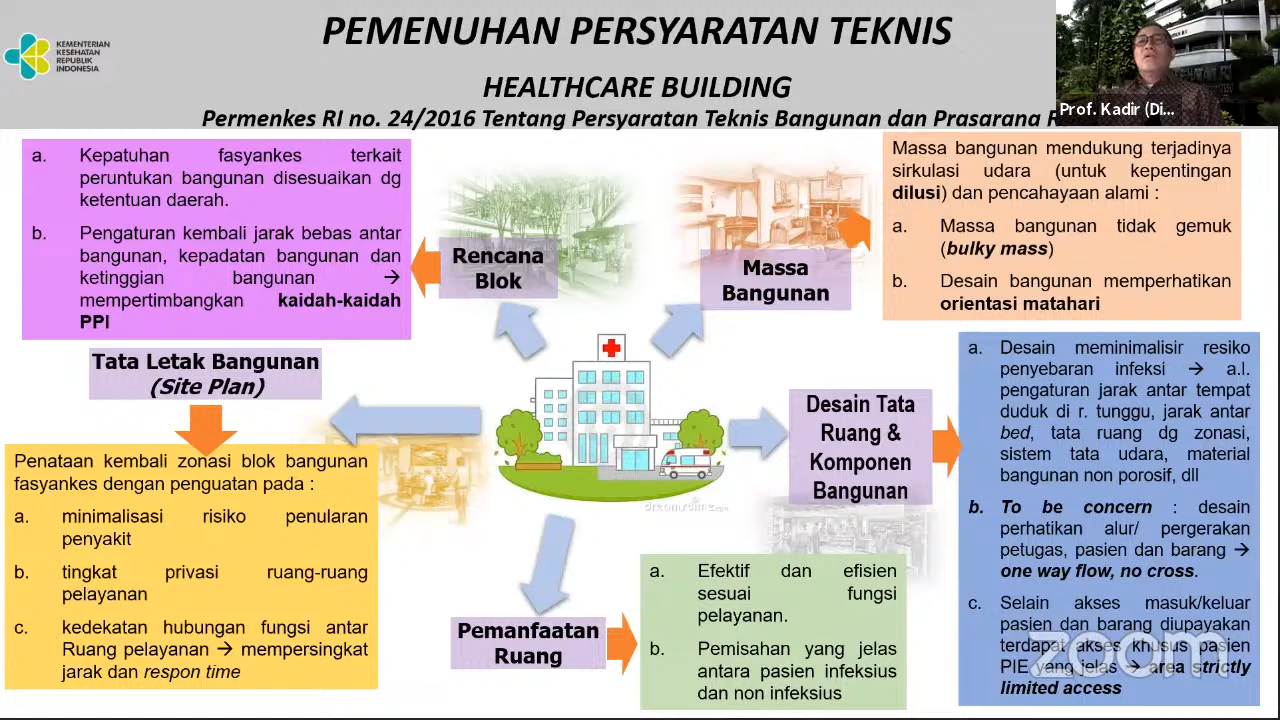 PEMENUHAN PERSYARATAN TEKNIS
KEMENTERIAN
KESEHATAN
REPUBLIK
INDONESIA
HEALTHCARE BUILDING
Permenkes RI no. 24/2016 Tentang Persyaratan Teknis Bangunan dan Prasarana
Prof. Kadir (Di...
a. Kepatuhan fasyankes terkait
peruntukan bangunan disesuaikan dg
ketentuan daerah.
b. Pengaturan kembali jarak bebas antar
bangunan, kepadatan bangunan dan
ketinggian bangunan →
mempertimbangkan kaidah-kaidah
PPI
Rencana
Blok
Massa
Bangunan
Massa bangunan mendukung terjadinya
sirkulasi udara (untuk kepentingan
dilusi) dan pencahayaan alami :
a. Massa bangunan tidak gemuk
(bulky mass)
b. Desain bangunan memperhatikan
orientasi matahari
Tata Letak Bangunan
(Site Plan)
Penataan kembali zonasi blok bangunan
fasyankes dengan penguatan pada :
a. minimalisasi risiko penularan
penyakit
b. tingkat privasi ruang-ruang
pelayanan
c. kedekatan hubungan fungsi antar
Ruang pelayanan → mempersingkat
jarak dan respon time
Desain Tata
Ruang &
Komponen
Bangunan
a. Desain meminimalisir resiko
penyebaran infeksi → a.l.
pengaturan jarak antar tempat
duduk di r. tunggu, jarak antar
bed, tata ruang dg zonasi,
sistem tata udara, material
bangunan non porosif, dll
b. To be concern : desain
perhatikan alur/ pergerakan
petugas, pasien dan barang →
one way flow, no cross.
c. Selain akses masuk/keluar
pasien dan barang diupayakan
terdapat akses khusus pasien
PIE yang jelas → area strictly
limited access
dreamstime.com
Pemanfaatan
Ruang
a. Efektif dan efisien
sesuai fungsi
pelayanan.
b. Pemisahan yang jelas
antara pasien infeksius
dan non infeksius
zoom